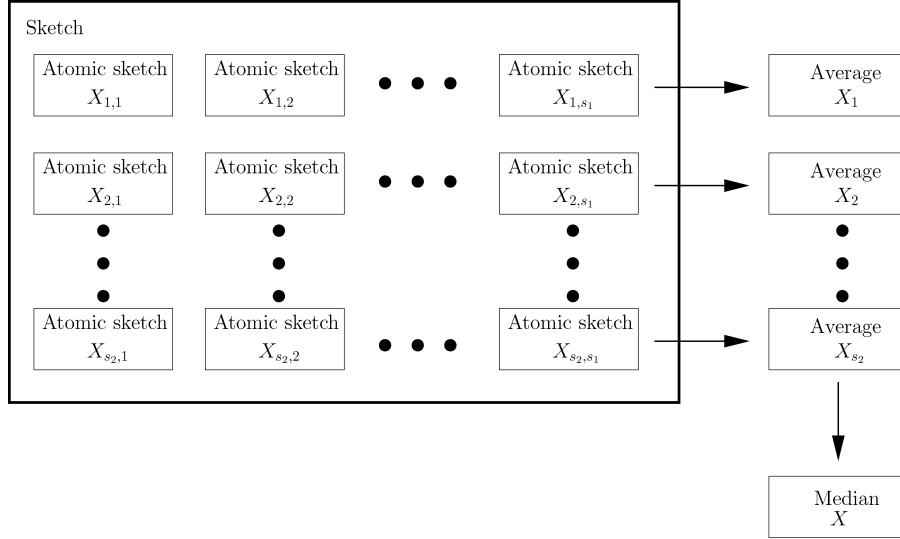 Sketch
Atomic sketch
X_{1,1}
Atomic sketch
X_{1,2}
Atomic sketch
X_{1,s_1}
Average
X_1
Atomic sketch
X_{2,1}
Atomic sketch
X_{2,2}
Atomic sketch
X_{2,s_1}
Average
X_2
Atomic sketch
X_{s_2,1}
Atomic sketch
X_{s_2,2}
Atomic sketch
X_{s_2,s_1}
Average
X_{s_2}
Median
X